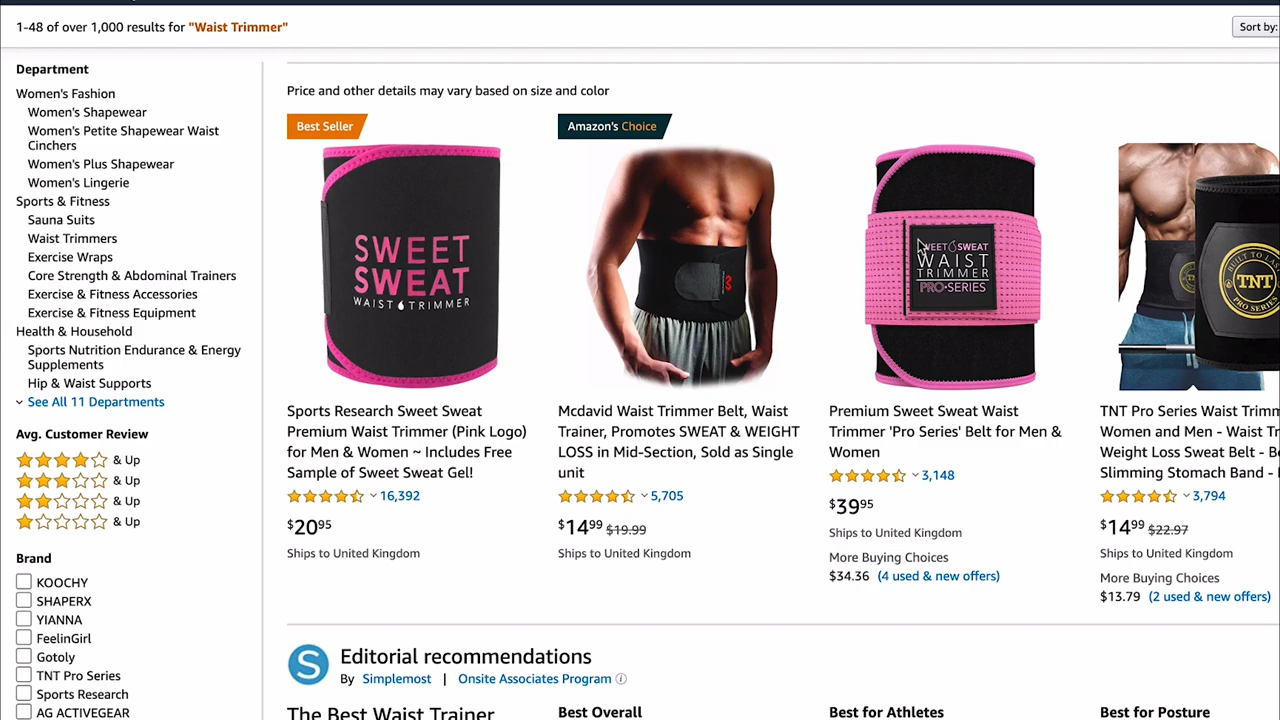 1-48 of over 1,000 results for "Waist Trimmer"
Sort by:
Department
Women's Fashion
Women's Shapewear
Women's Petite Shapewear Waist
Cinchers
Women's Plus Shapewear
Women's Lingerie
Sports & Fitness
Sauna Suits
Waist Trimmers
Exercise Wraps
Core Strength & Abdominal Trainers
Exercise & Fitness Accessories
Exercise & Fitness Equipment
Health & Household
Sports Nutrition Endurance & Energy
Supplements
Hip & Waist Supports
See All 11 Departments
Avg. Customer Review
& Up
& Up
& Up
& Up
Brand
KOOCHY
SHAPERX
YIANNA
FeelinGirl
Gotoly
TNT Pro Series
Sports Research
AG ACTIVEGEAR
Price and other details may vary based on size and color
Best Seller
SWEET
SWEAT
WAIST TRIMMER
Sports Research Sweet Sweat
Premium Waist Trimmer (Pink Logo)
for Men & Women ~ Includes Free
Sample of Sweet Sweat Gel!
16,392
$20.95
Ships to United Kingdom
Amazon's Choice
Mcdavid Waist Trimmer Belt, Waist
Trainer, Promotes SWEAT & WEIGHT
LOSS in Mid-Section, Sold as Single
unit
5,705
$14.99 $19.99
Ships to United Kingdom
SWEAT
WAIST
TRIMMER
PRO-SERIES
Premium Sweet Sweat Waist
Trimmer 'Pro Series' Belt for Men &
Women
3,148
$39.95
Ships to United Kingdom
More Buying Choices
$34.36 (4 used & new offers)
BUILT TO
TNT
PRO SERIES
TNT Pro Series Waist Trimm
Women and Men - Waist Tr
Weight Loss Sweat Belt - Be
Slimming Stomach Band -
3,794
$14.99 $22.97
Ships to United Kingdom
More Buying Choices
$13.79 (2 used & new offers)
S
Editorial recommendations
By Simplemost | Onsite Associates Program
The Best Waist Trainer
Best Overall
Best for Athletes
Best for Posture